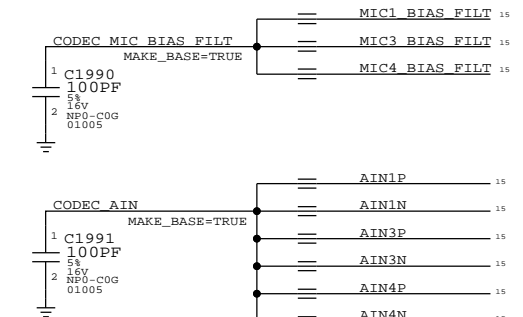 MIC1_BIAS_FILT 15
CODEC_MIC_BIAS_FILT MIC3_BIAS_FILT 15
MAKE_BASE=TRUE
MIC4_BIAS_FILT 15
1 C1990
100PF
5%
16V
2 NP0-C0G
01005
AIN1P 15
CODEC_AIN AIN1N 15
MAKE_BASE=TRUE
1 C1991 AIN3P 15
100PF
5%
16V AIN3N 15
2 NP0-C0G
01005
AIN4P 15
AIN4N 15